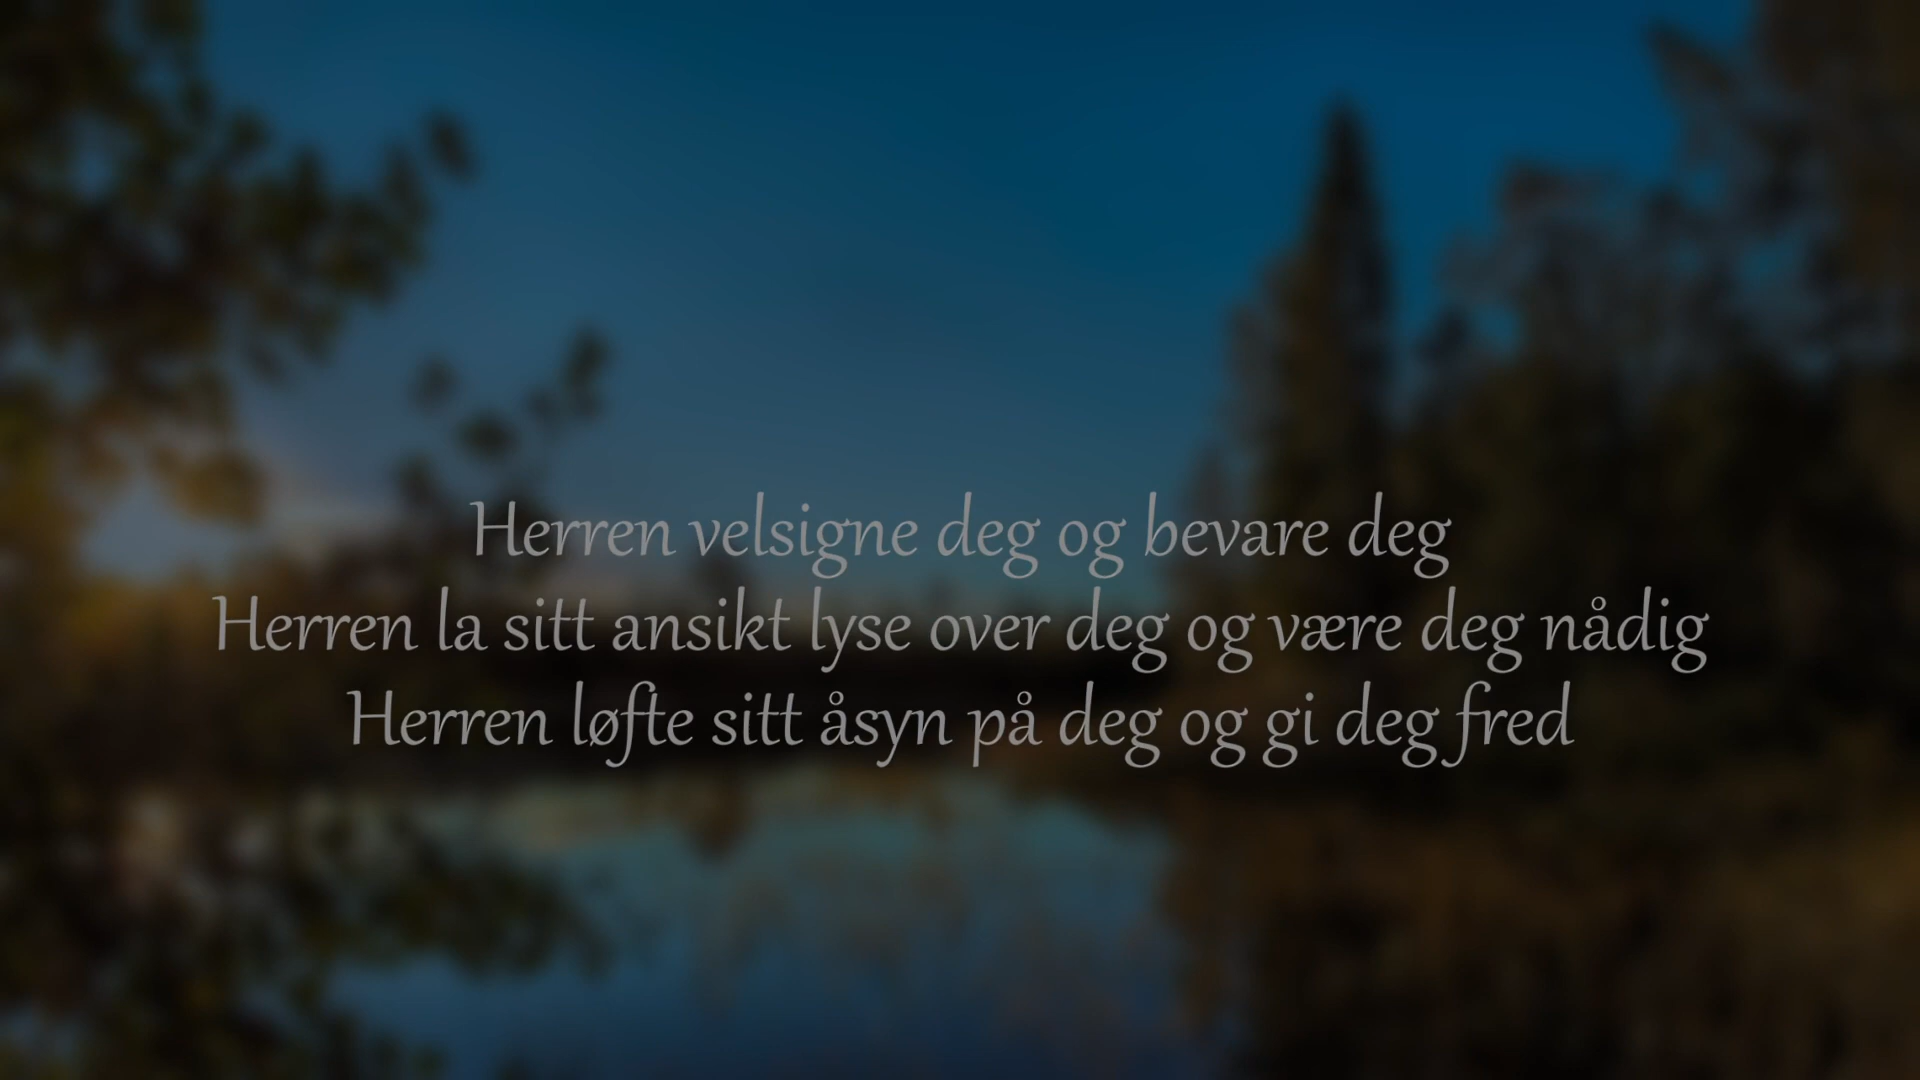 Herren velsigne deg og bevare deg
Herren la sitt ansikt lyse over deg og være deg nådig
Herren løfte sitt åsyn på deg og gi deg fred